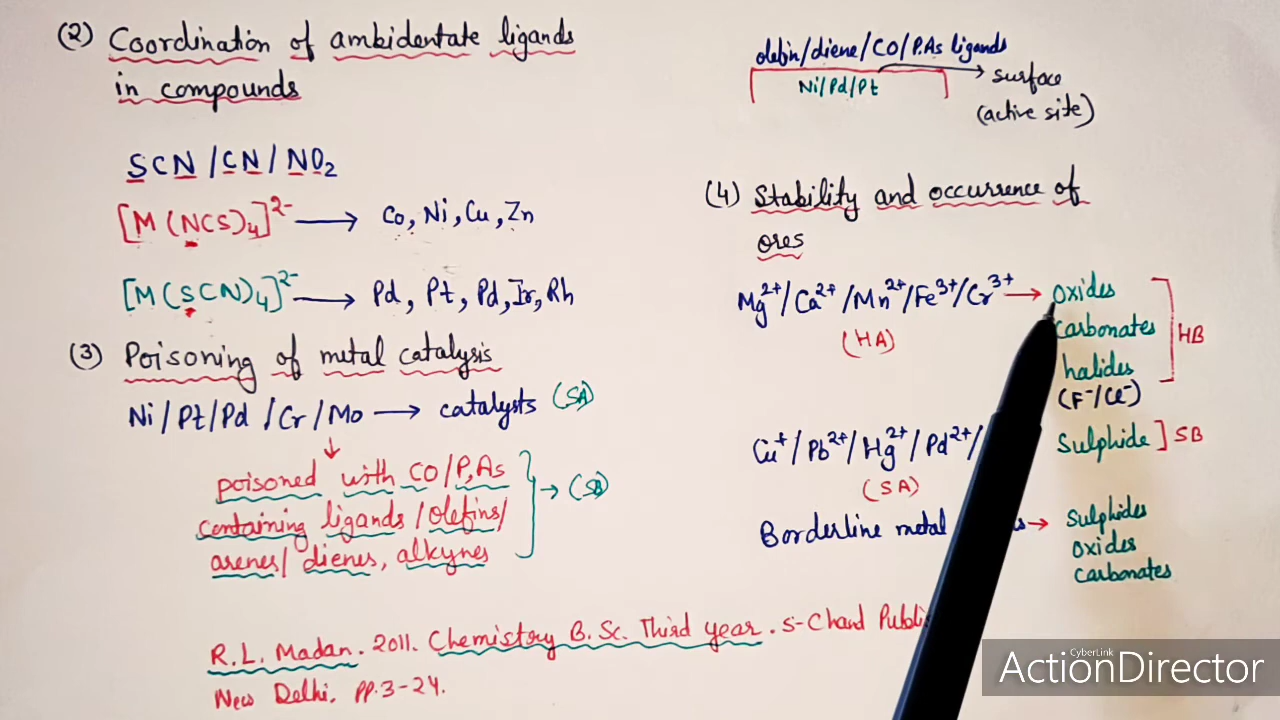 (2) Coordination of ambidentate ligands
in compounds
SCN / CN / NO₂
[M(NCS)₄]²⁻ → Co, Ni, Cu, Zn
[M(SCN)₄]²⁻ → Pd, Pt, Pd, Ir, Rh
(3) Poisoning of metal catalysis
Ni / Pt / Pd / Cr / Mo → catalysts (SA)
↓
poisoned with CO / P, As
containing ligands / olefins /
arenes / dienes, alkynes
→ (SB)
R.L. Madan. 2011. Chemistry B. Sc. Third year. S-Chand Publi
New Delhi. pp. 3-24.
olefin/diene/CO/P.As ligands
Ni/Pd/Pt → surface
(active site)
(4) Stability and occurrence of
ores
Mg²⁺/Ca²⁺/Mn²⁺/Fe³⁺/Cr³⁺ → oxides
(HA) carbonates HB
halides
(F⁻/Cl⁻)
Cu⁺/Pb²⁺/Hg²⁺/Pd²⁺/ Sulphide SB
(SA)
Borderline metal s → Sulphides
oxides
carbonates
CyberLink
ActionDirector